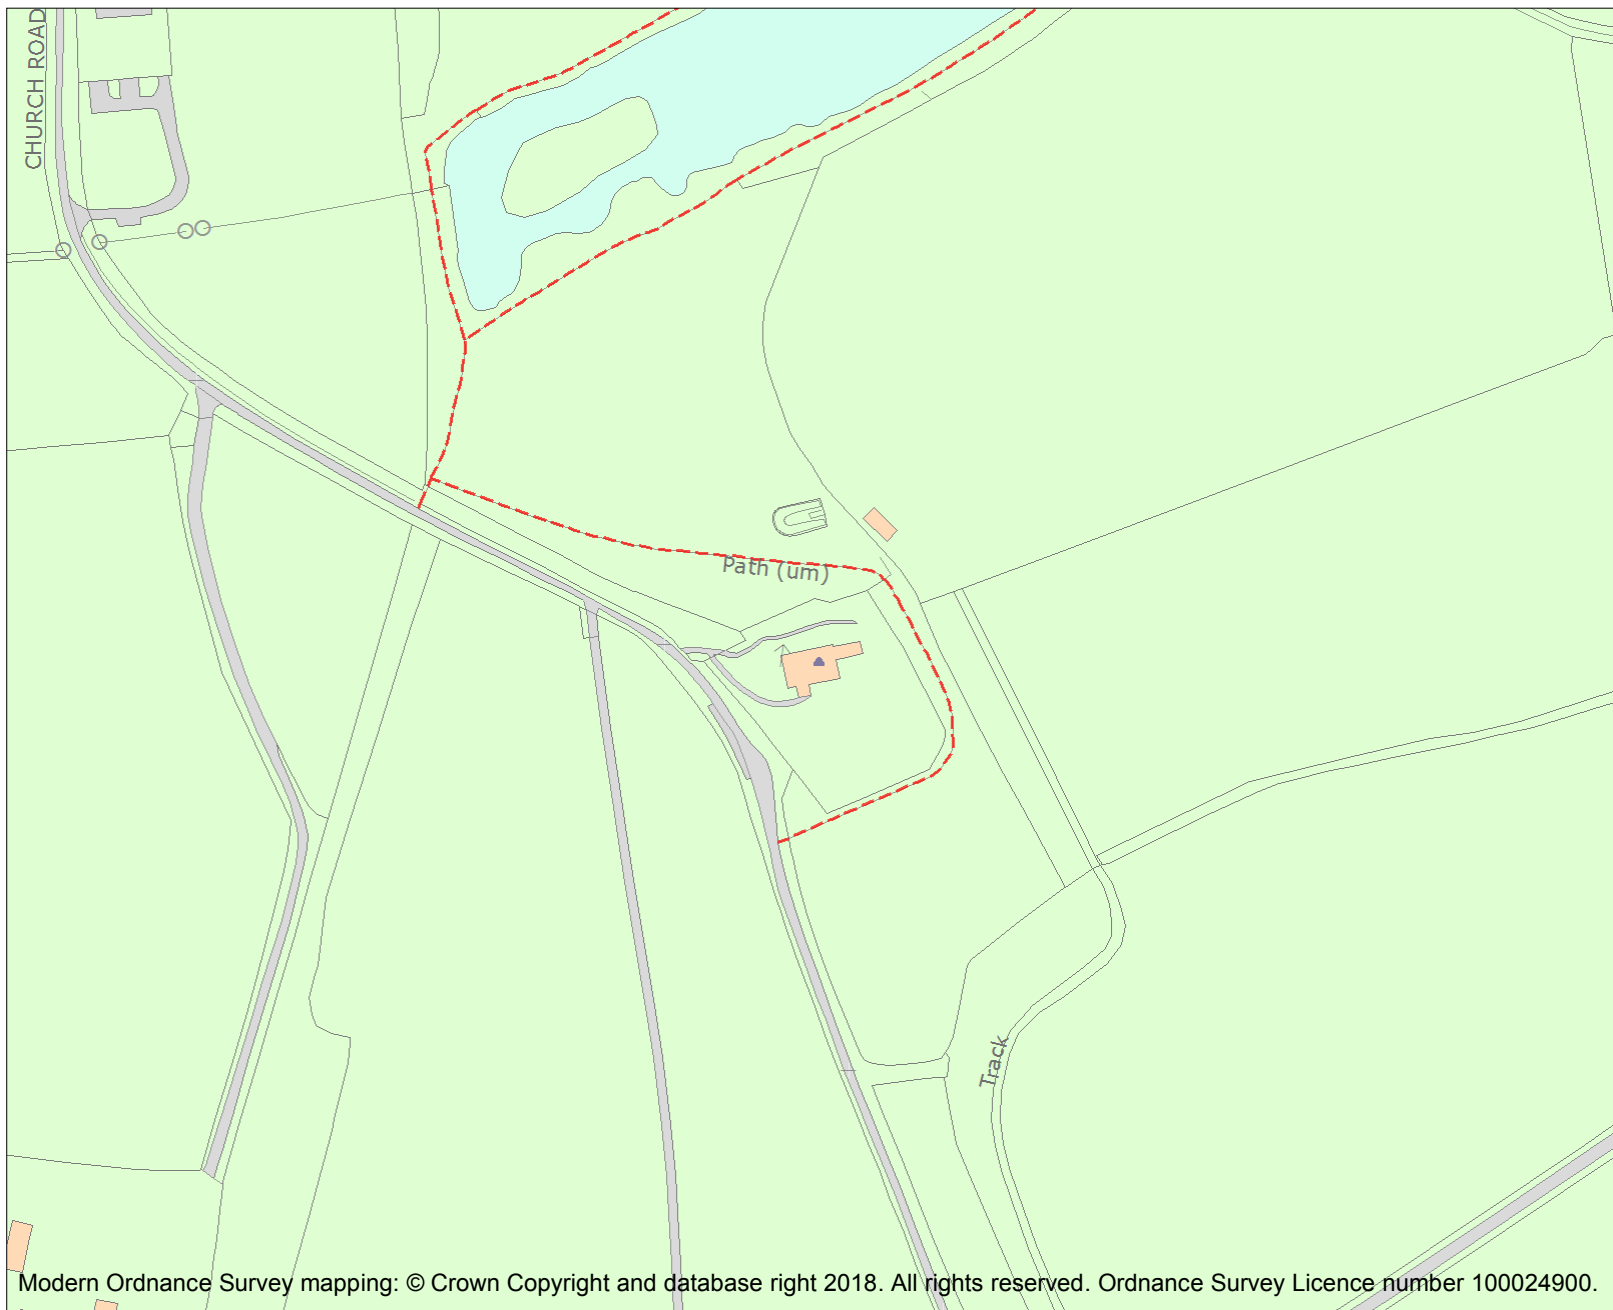 CHURCH ROAD
Path (um)
Track
Modern Ordnance Survey mapping: © Crown Copyright and database right 2018. All rights reserved. Ordnance Survey Licence number 100024900.